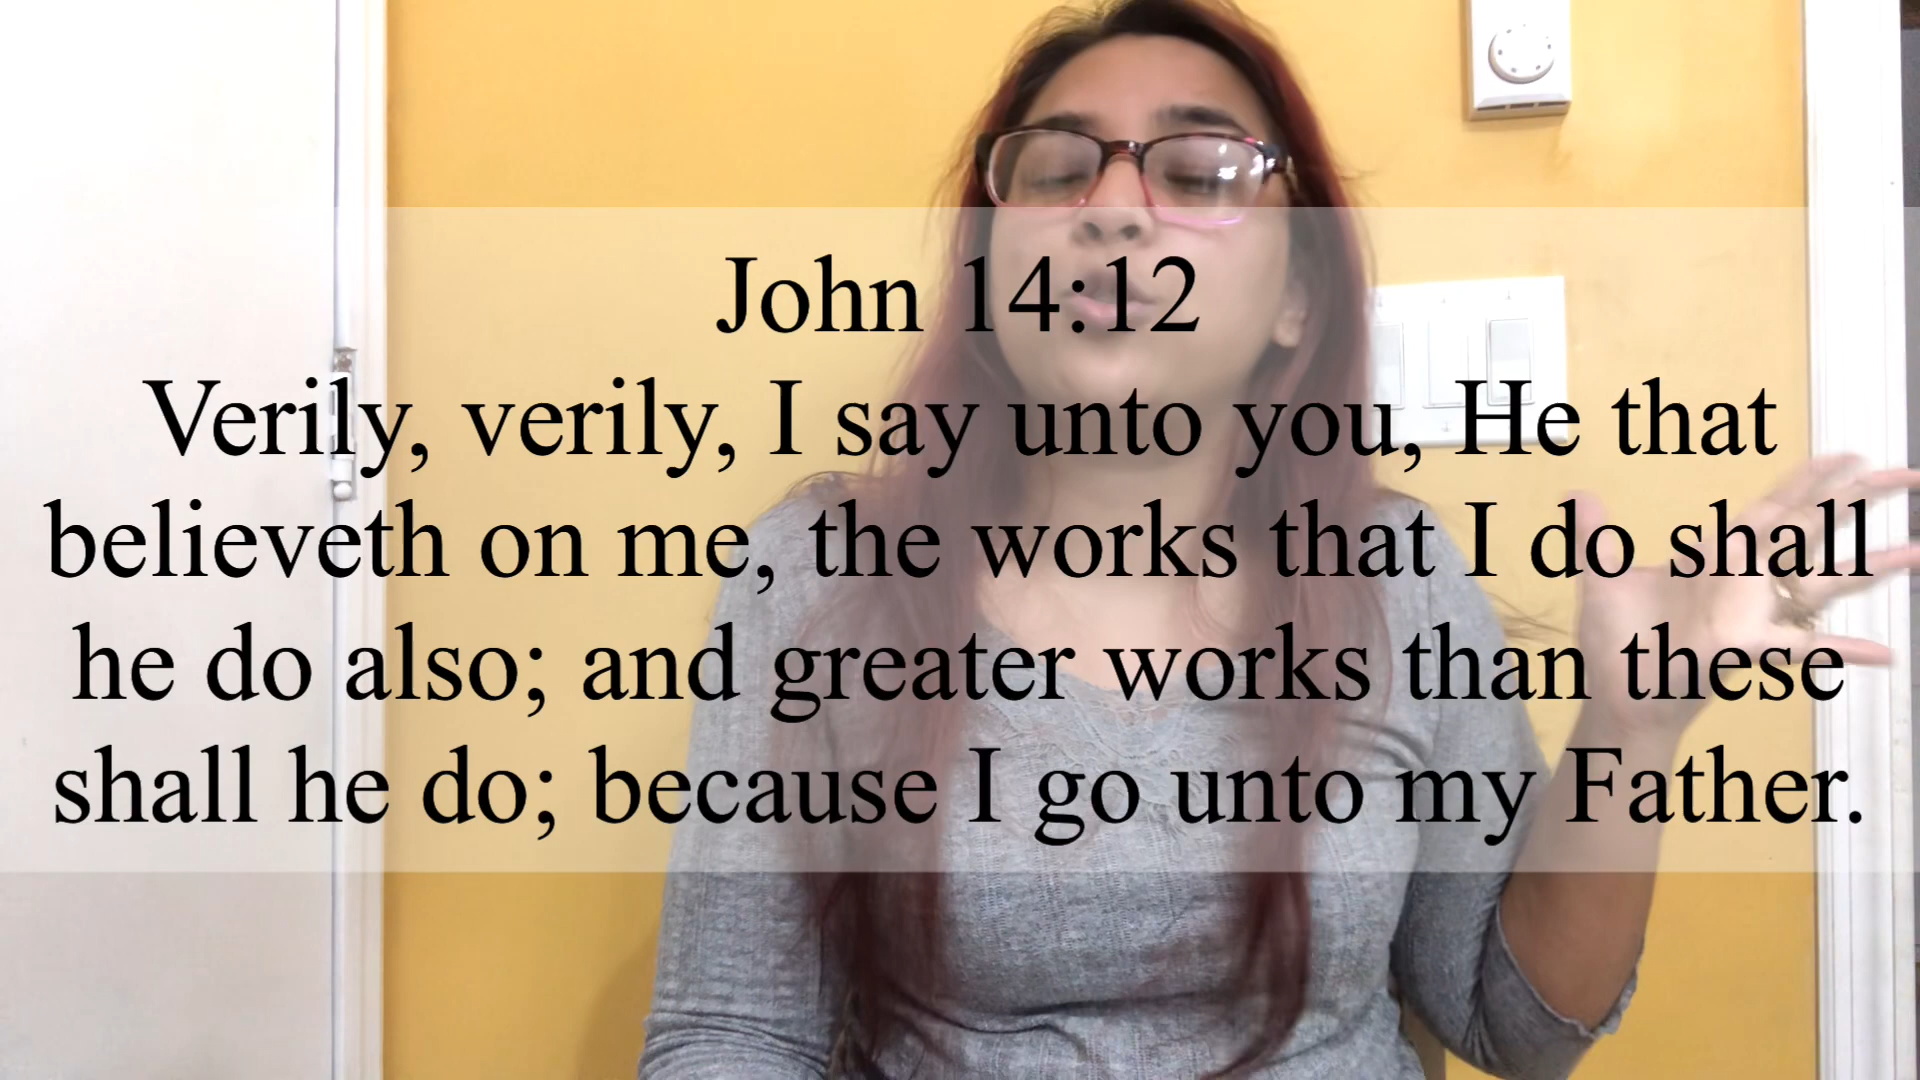 John 14:12
Verily, verily, I say unto you, He that
believeth on me, the works that I do shall
he do also; and greater works than these
shall he do; because I go unto my Father.